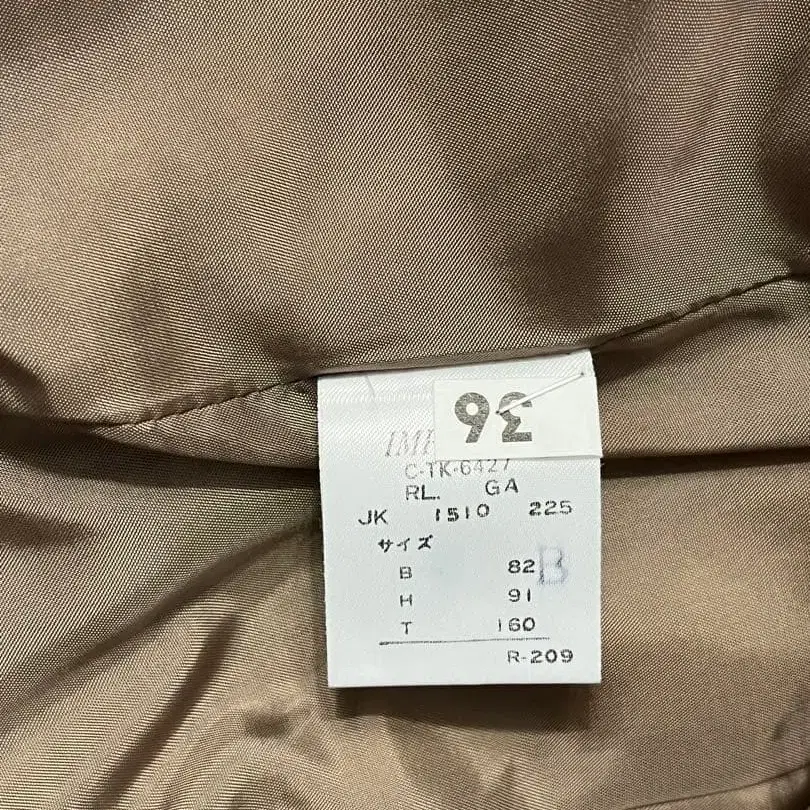 36
C-TK-6427
RL. GA
JK 1510 225
サイズ
B 82 B
H 91
T 160
R-209